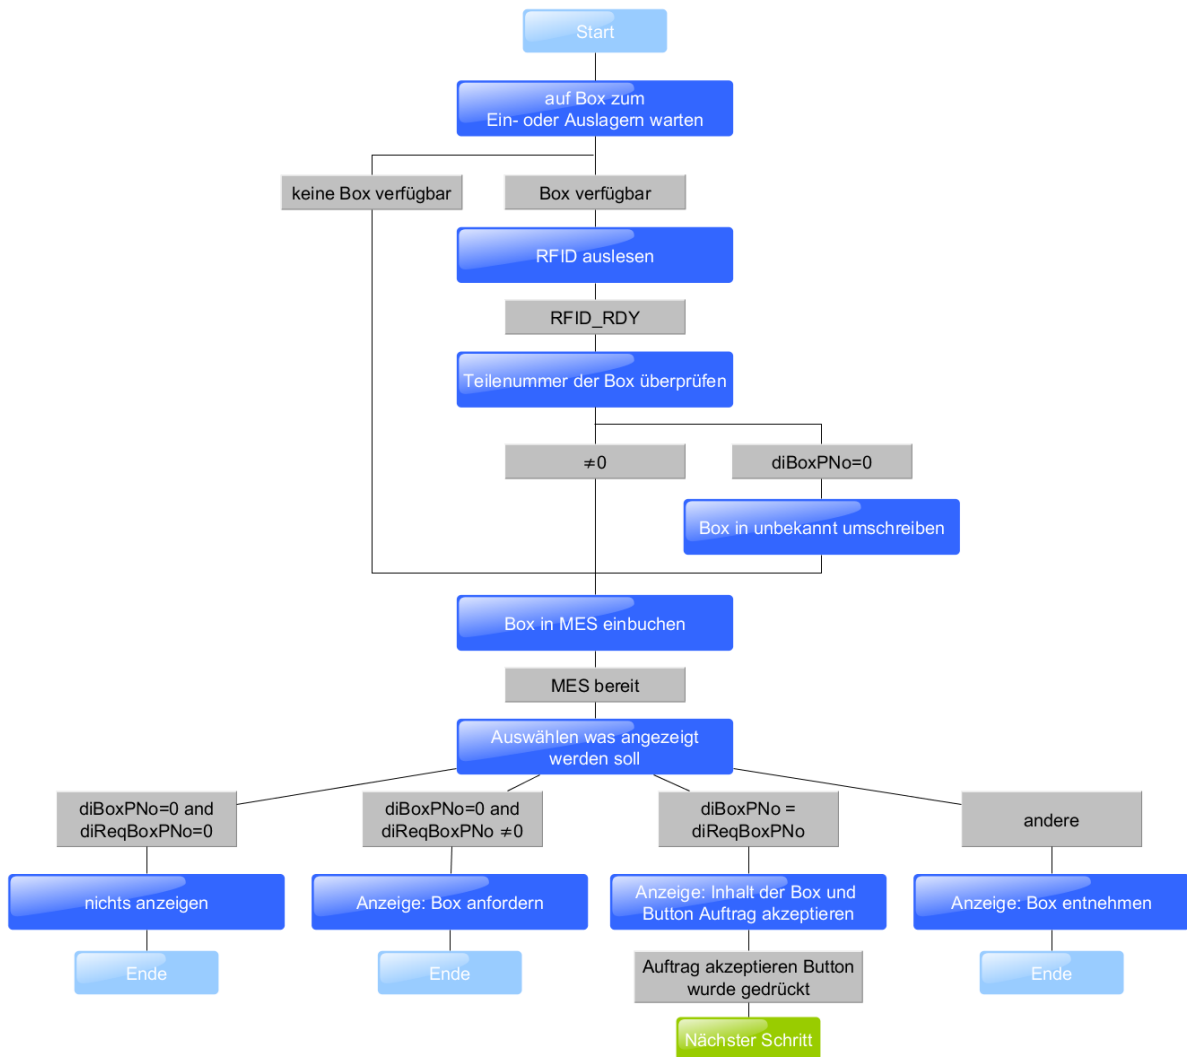 Start
auf Box zum
Ein- oder Auslagern warten
keine Box verfügbar
Box verfügbar
RFID auslesen
RFID_RDY
Teilenummer der Box überprüfen
≠0
diBoxPNo=0
Box in unbekannt umschreiben
Box in MES einbuchen
MES bereit
Auswählen was angezeigt
werden soll
diBoxPNo=0 and
diReqBoxPNo=0
diBoxPNo=0 and
diReqBoxPNo ≠0
diBoxPNo =
diReqBoxPNo
andere
nichts anzeigen
Anzeige: Box anfordern
Anzeige: Inhalt der Box und
Button Auftrag akzeptieren
Anzeige: Box entnehmen
Ende
Ende
Auftrag akzeptieren Button
wurde gedrückt
Ende
Nächster Schritt